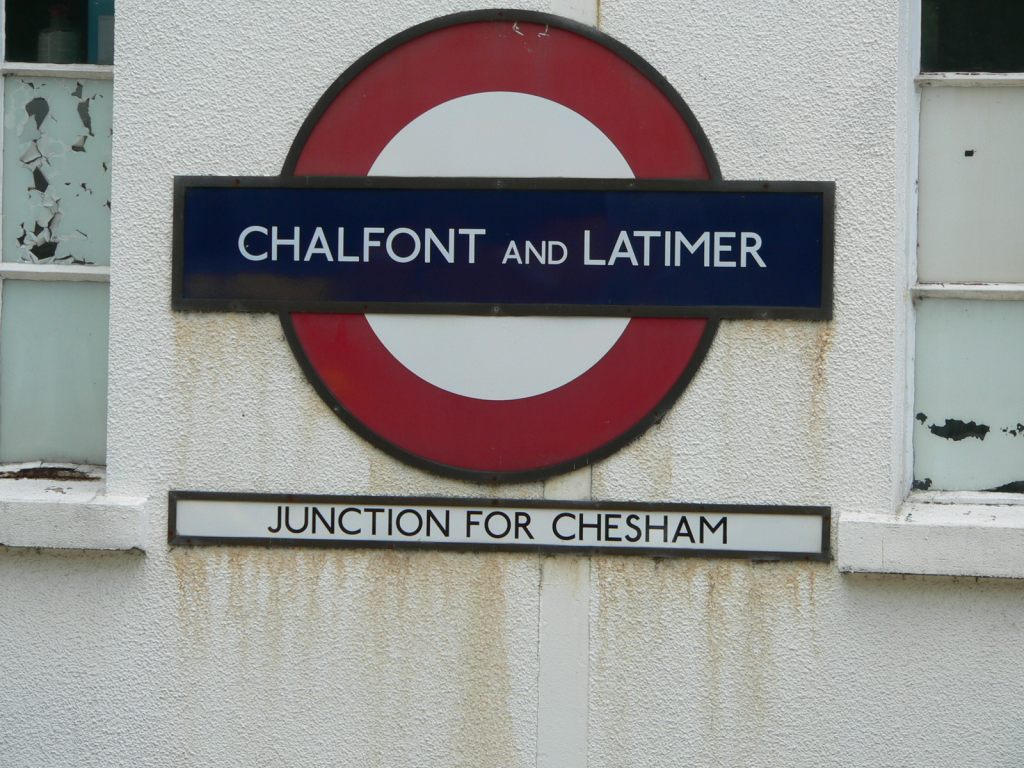 CHALFONT AND LATIMER
JUNCTION FOR CHESHAM